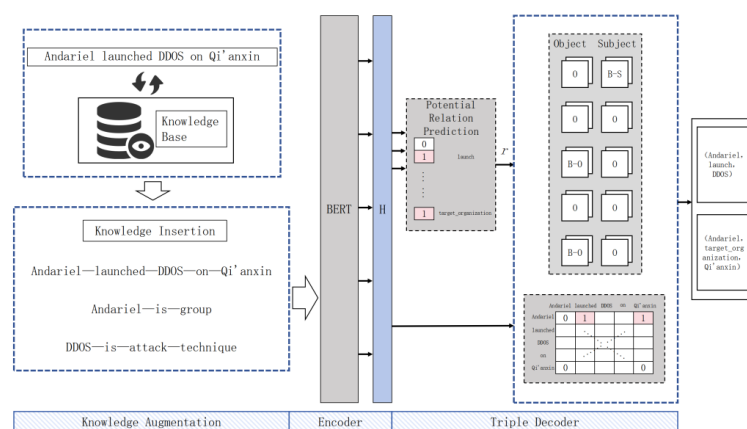 Andariel launched DDOS on Qi'anxin
Knowledge
Base
Knowledge Insertion
Andariel—launched—DDOS—on—Qi'anxin
Andariel—is—group
DDOS—is—attack—technique
BERT
H
Potential
Relation
Prediction
0
1
launch
1
target_organization
r
Object Subject
0 B-S
0 0
B-O 0
0 0
B-O 0
Andariel launched DDOS on Qi'anxin
Andariel 0 1 1
launched
DDOS
on
Qi'anxin 0 0
(Andariel,
launch,
DDOS)
(Andariel,
target_org
anization,
Qi'anxin)
Knowledge Augmentation Encoder Triple Decoder